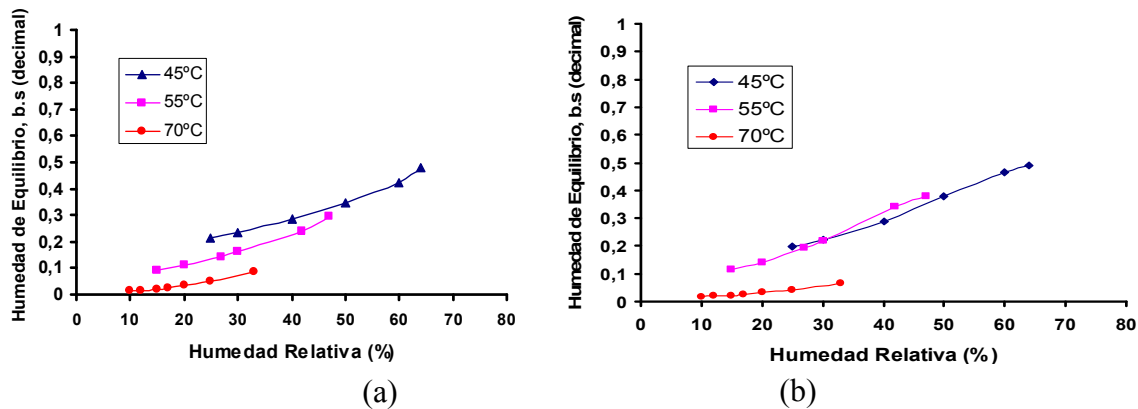 Humedad de Equilibrio, b.s (decimal)
1
0,9
0,8
0,7
0,6
0,5
0,4
0,3
0,2
0,1
0
45ºC
55ºC
70ºC
0 10 20 30 40 50 60 70 80
Humedad Relativa (%)
(a)
Humedad de Equilibrio, b.s (decimal)
1
0,9
0,8
0,7
0,6
0,5
0,4
0,3
0,2
0,1
0
45ºC
55ºC
70ºC
0 10 20 30 40 50 60 70 80
Humedad Relativa (%)
(b)